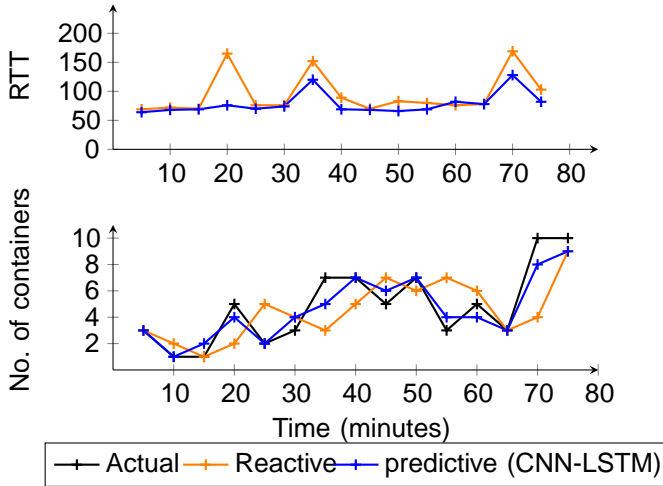 RTT
200
150
100
50
0
10 20 30 40 50 60 70 80
No. of containers
10
8
6
4
2
10 20 30 40 50 60 70 80
Time (minutes)
Actual Reactive predictive (CNN-LSTM)